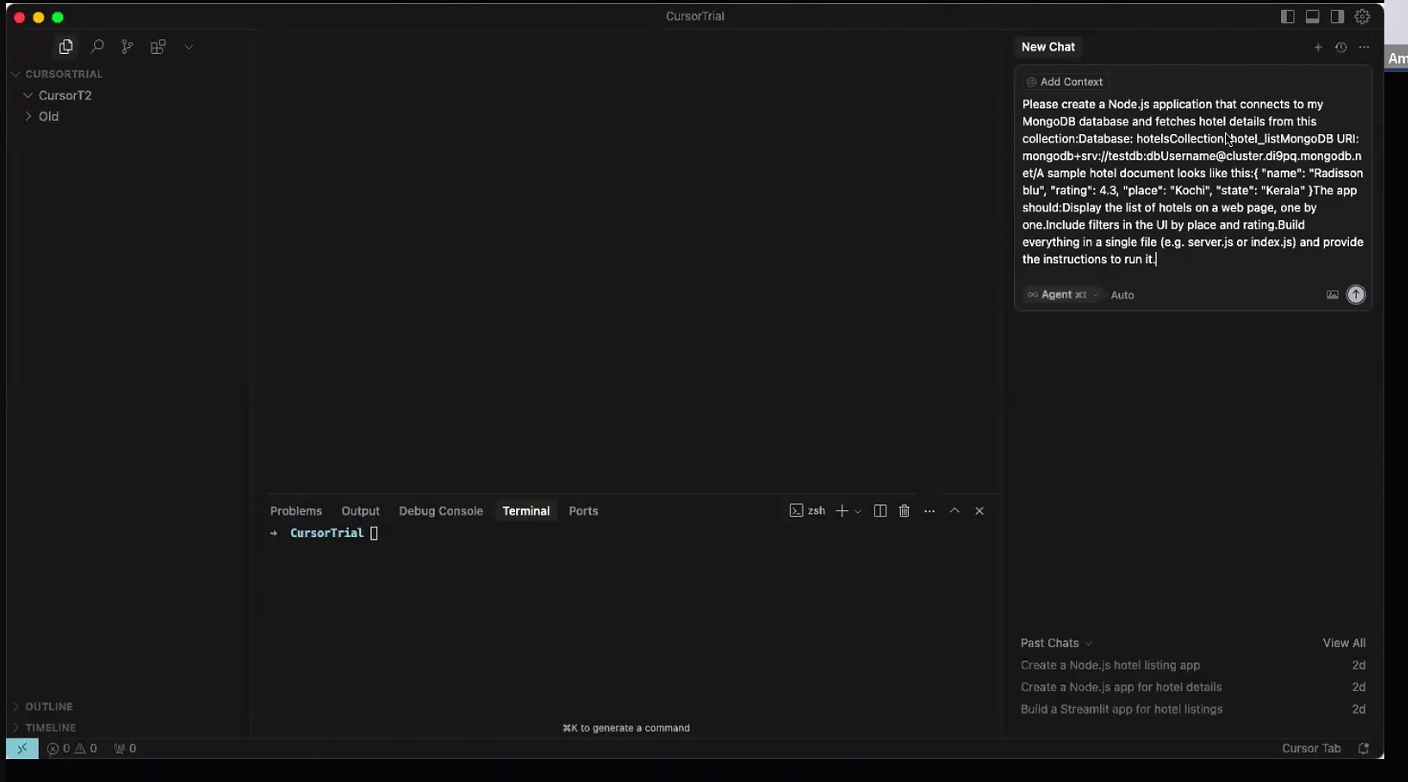 CursorTrial
Am
New Chat
CURSORTRIAL
CursorT2
Old
Add Context
Please create a Node.js application that connects to my
MongoDB database and fetches hotel details from this
collection:Database: hotelsCollection:hotel_listMongoDB URI:
mongodb+srv://testdb:dbUsername@cluster.di9pq.mongodb.n
et/A sample hotel document looks like this:{ "name": "Radisson
blu", "rating": 4.3, "place": "Kochi", "state": "Kerala" }The app
should:Display the list of hotels on a web page, one by
one.Include filters in the UI by place and rating.Build
everything in a single file (e.g. server.js or index.js) and provide
the instructions to run it.
Agent ⌘I
Auto
Problems Output Debug Console Terminal Ports
zsh
→ CursorTrial
Past Chats
View All
Create a Node.js hotel listing app 2d
Create a Node.js app for hotel details 2d
Build a Streamlit app for hotel listings 2d
OUTLINE
TIMELINE
⌘K to generate a command
0 0 0
Cursor Tab